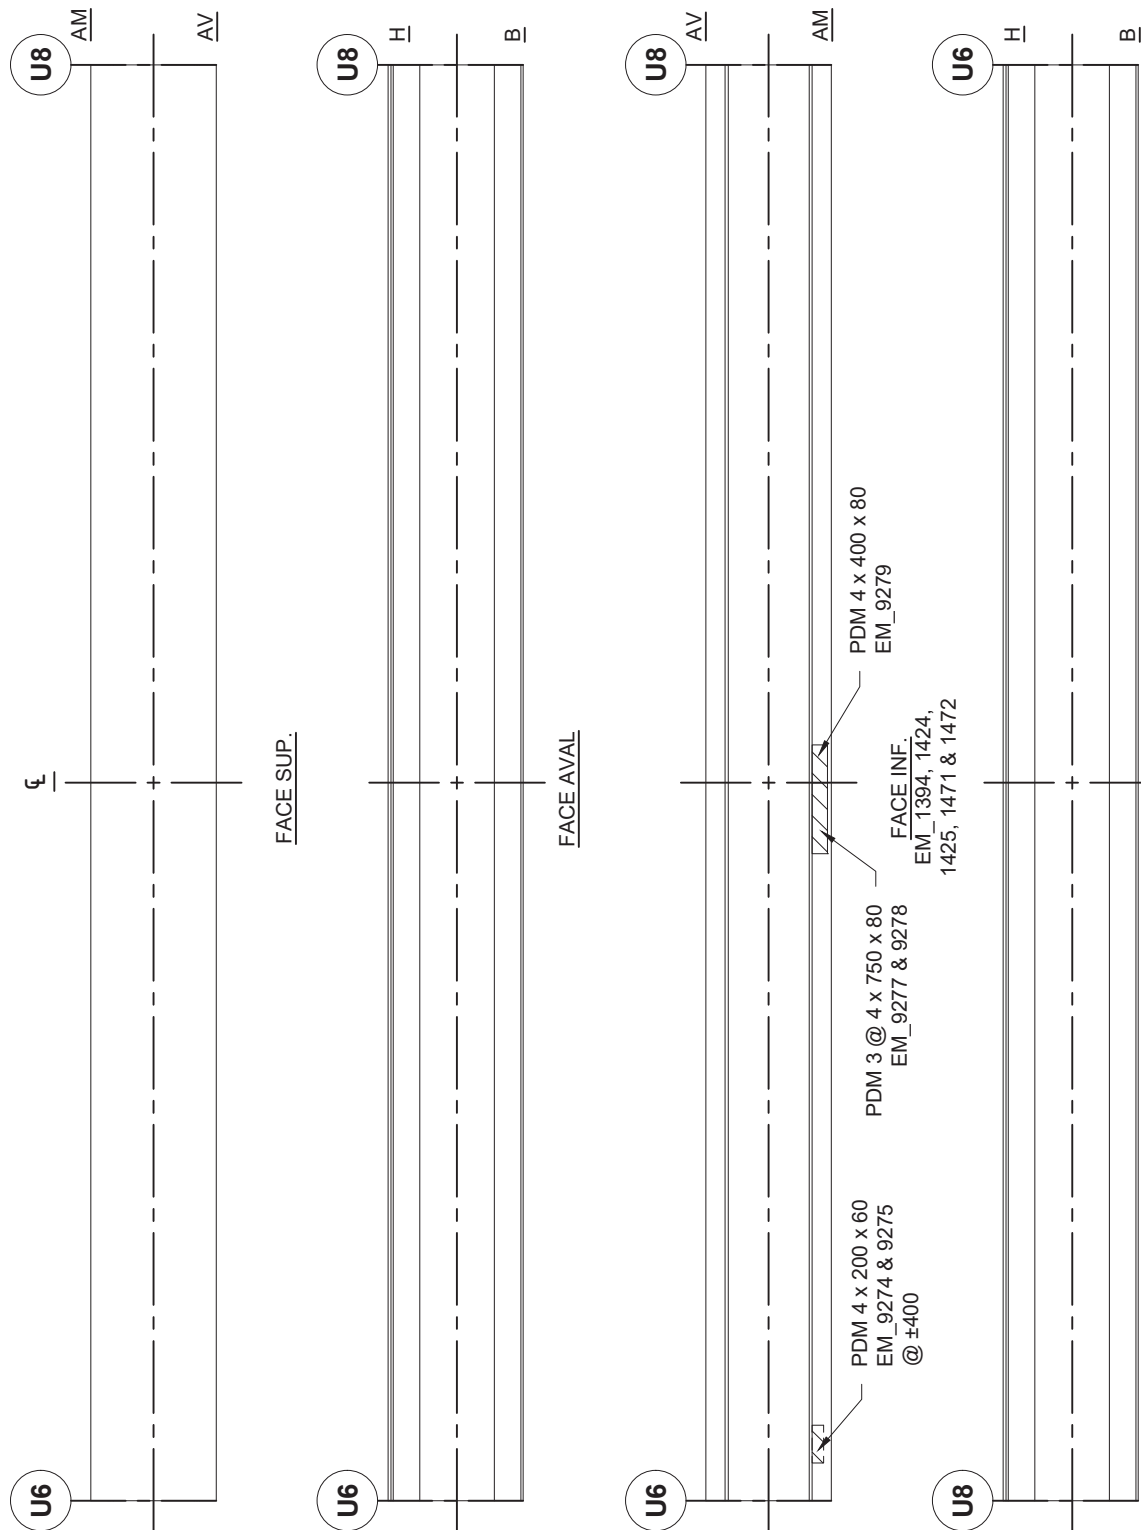 ℄
U6
U8
AM
AV
FACE SUP.
U6
U8
H
B
FACE AVAL
U6
U8
AV
AM
PDM 4 x 200 x 60
EM_9274 & 9275
@ ±400
PDM 3 @ 4 x 750 x 80
EM_9277 & 9278
PDM 4 x 400 x 80
EM_9279
FACE INF.
EM_1394, 1424,
1425, 1471 & 1472
U8
U6
H
B